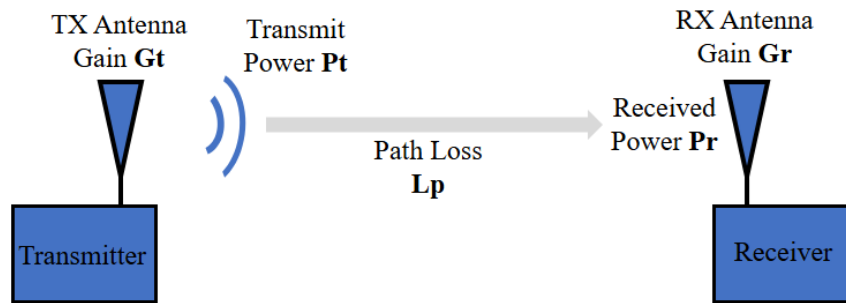 TX Antenna
Gain Gt
Transmit
Power Pt
RX Antenna
Gain Gr
Received
Power Pr
Path Loss
Lp
Transmitter
Receiver